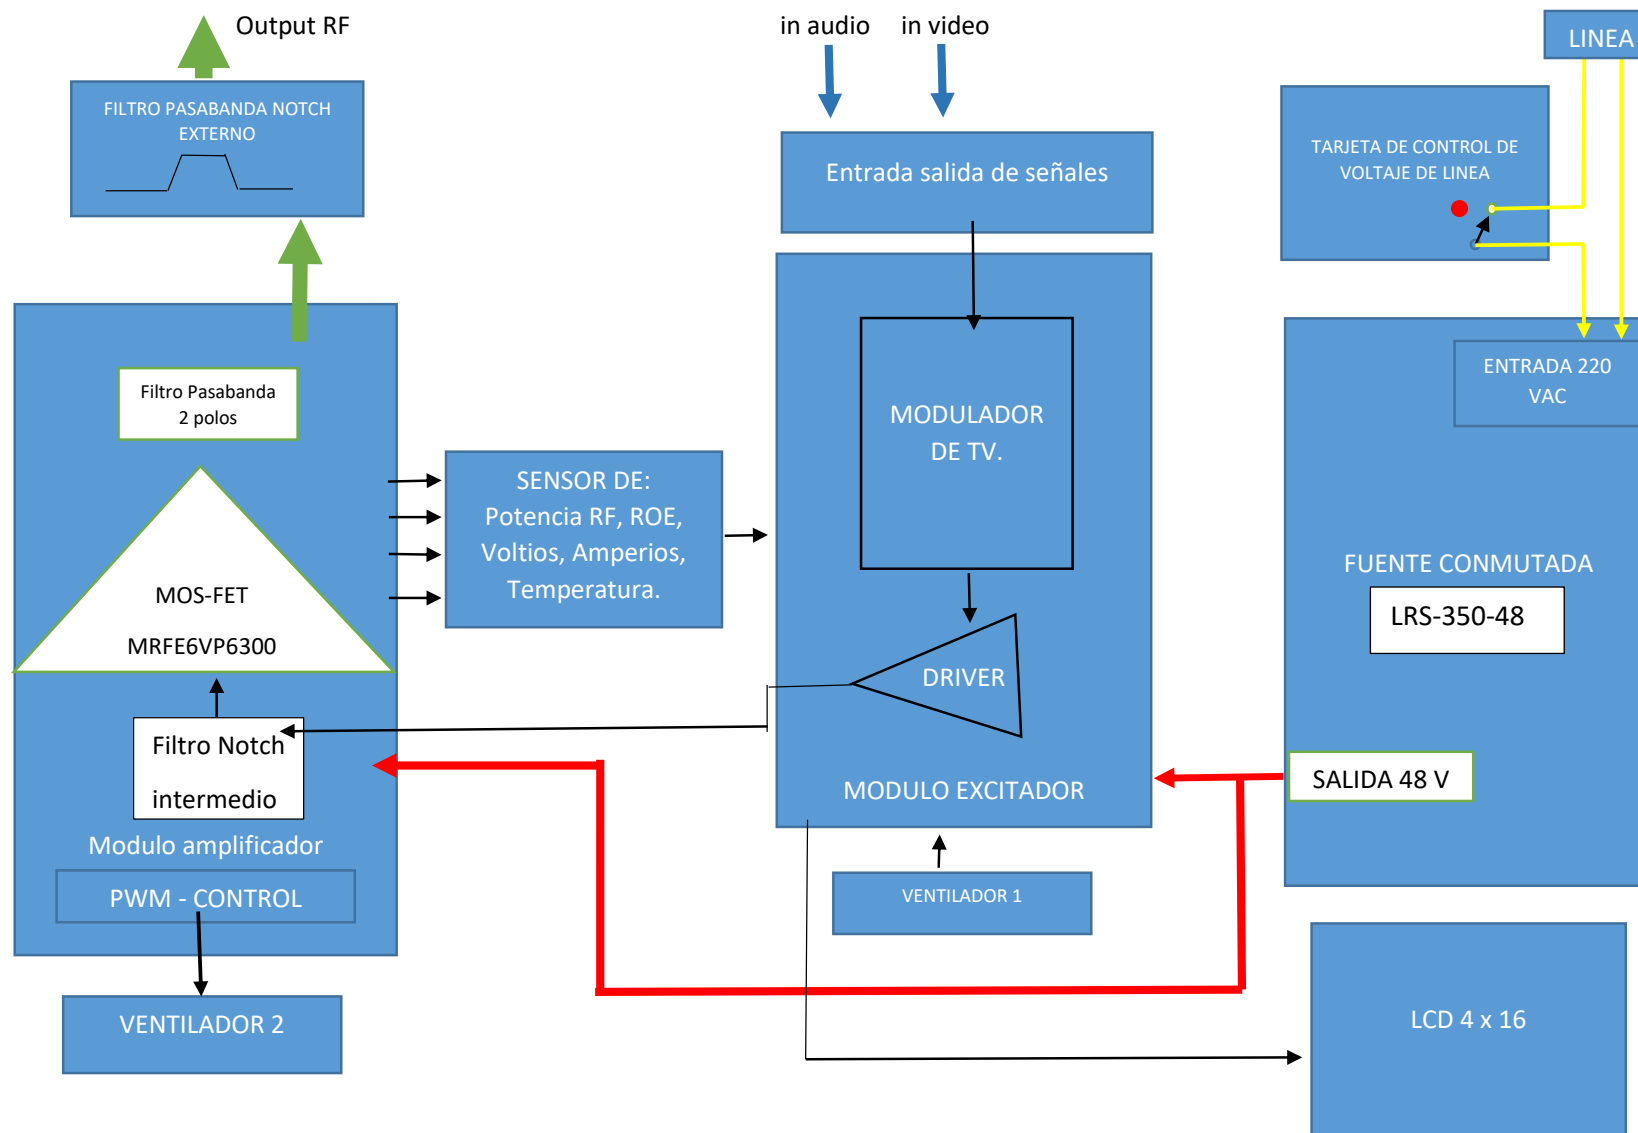 Output RF
in audio
in video
LINEA
FILTRO PASABANDA NOTCH
EXTERNO
Entrada salida de señales
TARJETA DE CONTROL DE
VOLTAJE DE LINEA
ENTRADA 220
VAC
Filtro Pasabanda
2 polos
MODULADOR
DE TV.
SENSOR DE:
Potencia RF, ROE,
Voltios, Amperios,
Temperatura.
MOS-FET
MRFE6VP6300
FUENTE CONMUTADA
LRS-350-48
DRIVER
Filtro Notch
intermedio
SALIDA 48 V
MODULO EXCITADOR
Modulo amplificador
PWM - CONTROL
VENTILADOR 1
VENTILADOR 2
LCD 4 x 16